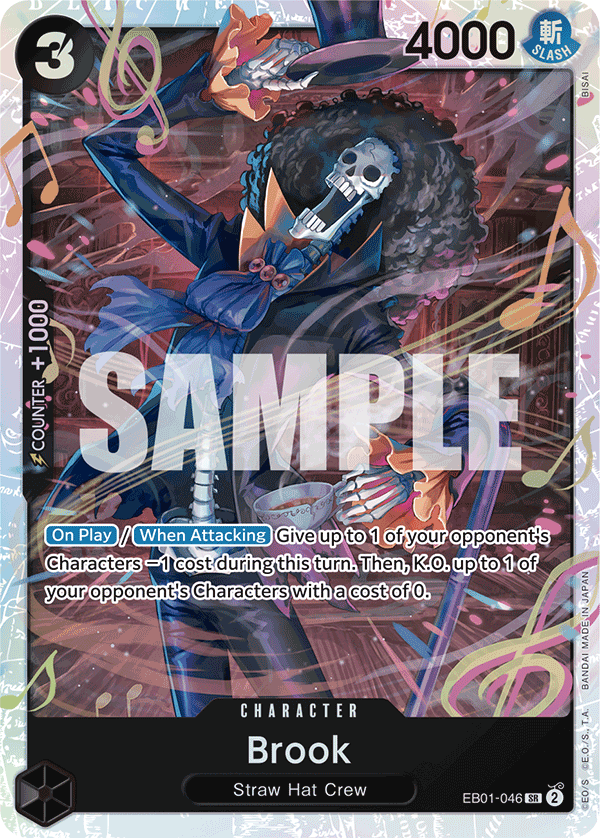 3
4000
斬
SLASH
BISAI
COUNTER +1000
SAMPLE
On Play / When Attacking Give up to 1 of your opponent's
Characters −1 cost during this turn. Then, K.O. up to 1 of
your opponent's Characters with a cost of 0.
©E.O./S, ©E.O./S., T.A. BANDAI MADE IN JAPAN
CHARACTER
Brook
Straw Hat Crew
EB01-046 SR 2